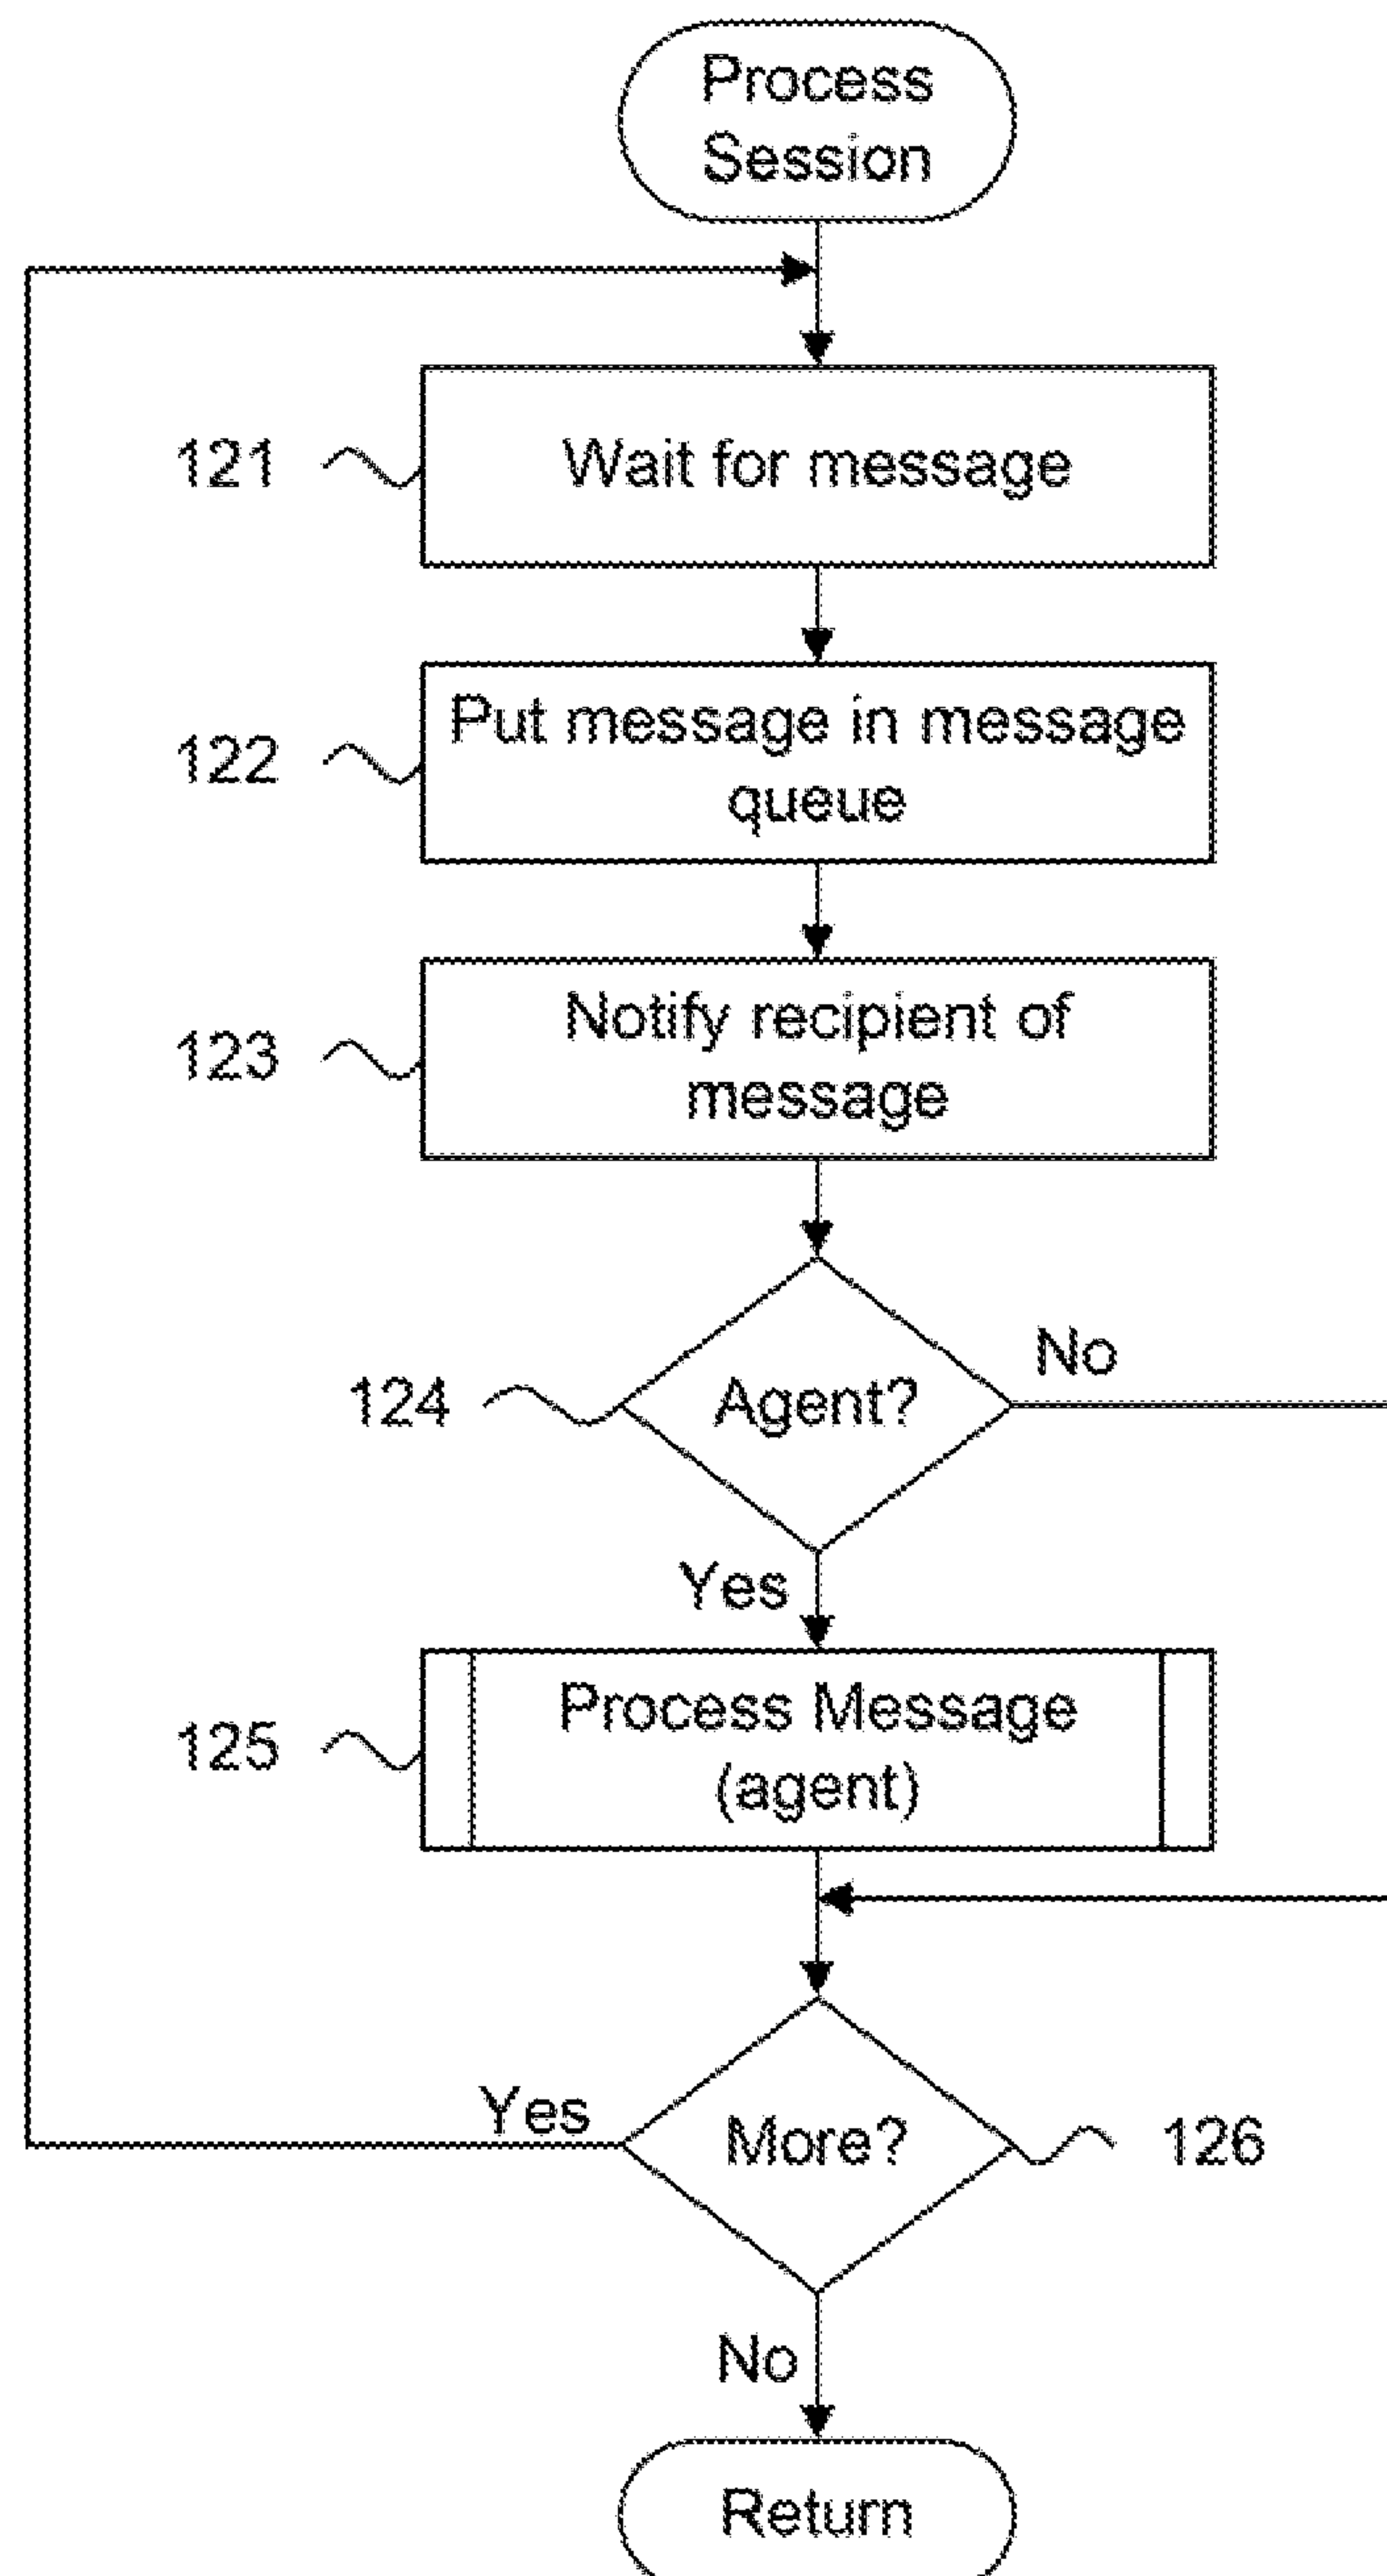 Process
Session
121
Wait for message
122
Put message in message
queue
123
Notify recipient of
message
124
Agent?
No
Yes
125
Process Message
(agent)
Yes
More?
126
No
Return